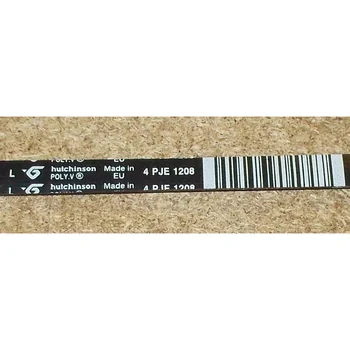 EU
L hutchinson Made in 4 PJE 1208
POLY.V ® EU
L hutchinson Made in 4 PJE 1208
POLY.V ®